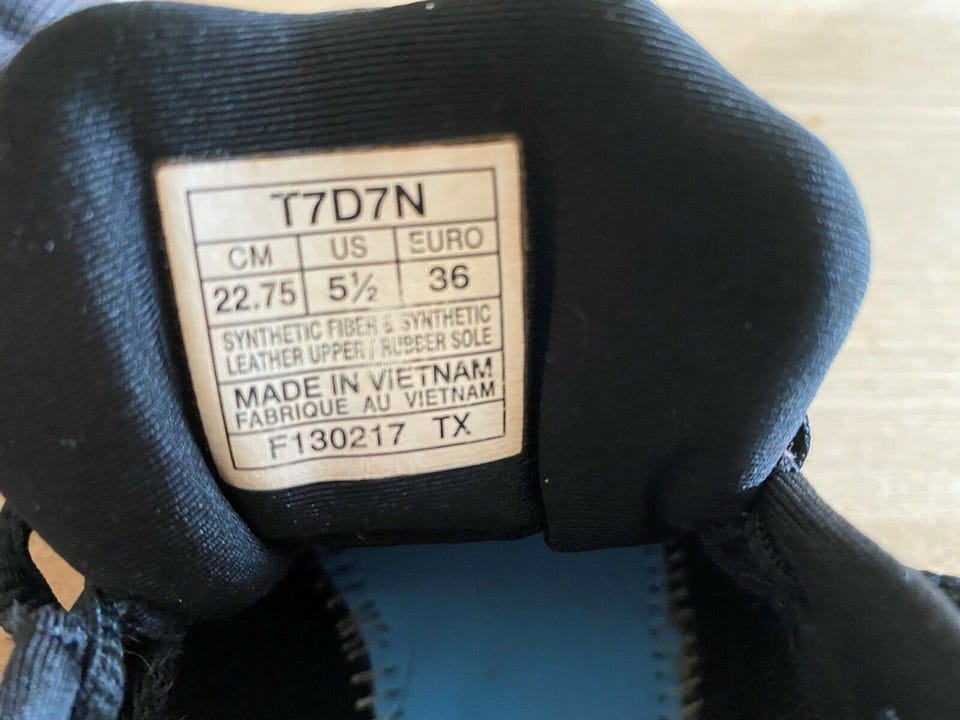 T7D7N
CM US EURO
22.75 5½ 36
SYNTHETIC FIBER & SYNTHETIC
LEATHER UPPER / RUBBER SOLE
MADE IN VIETNAM
FABRIQUE AU VIETNAM
F130217 TX